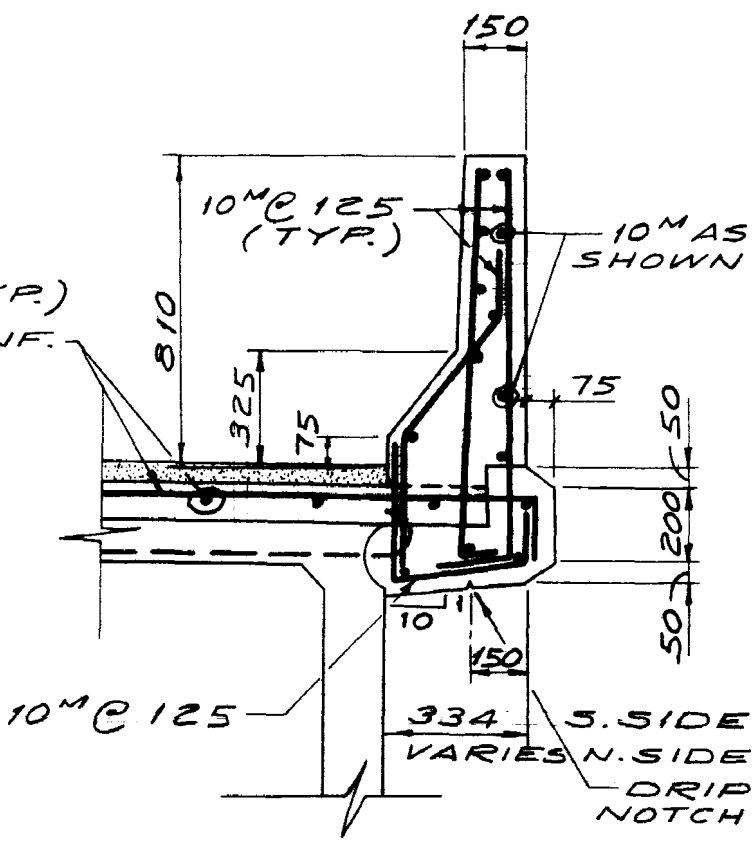 150
10M@ 125
(TYP.)
10M AS
SHOWN
P.)
NF.
810
325
75
75
50
200
50
10
1
150
10M@ 125
334 S.SIDE
VARIES N.SIDE
DRIP
NOTCH